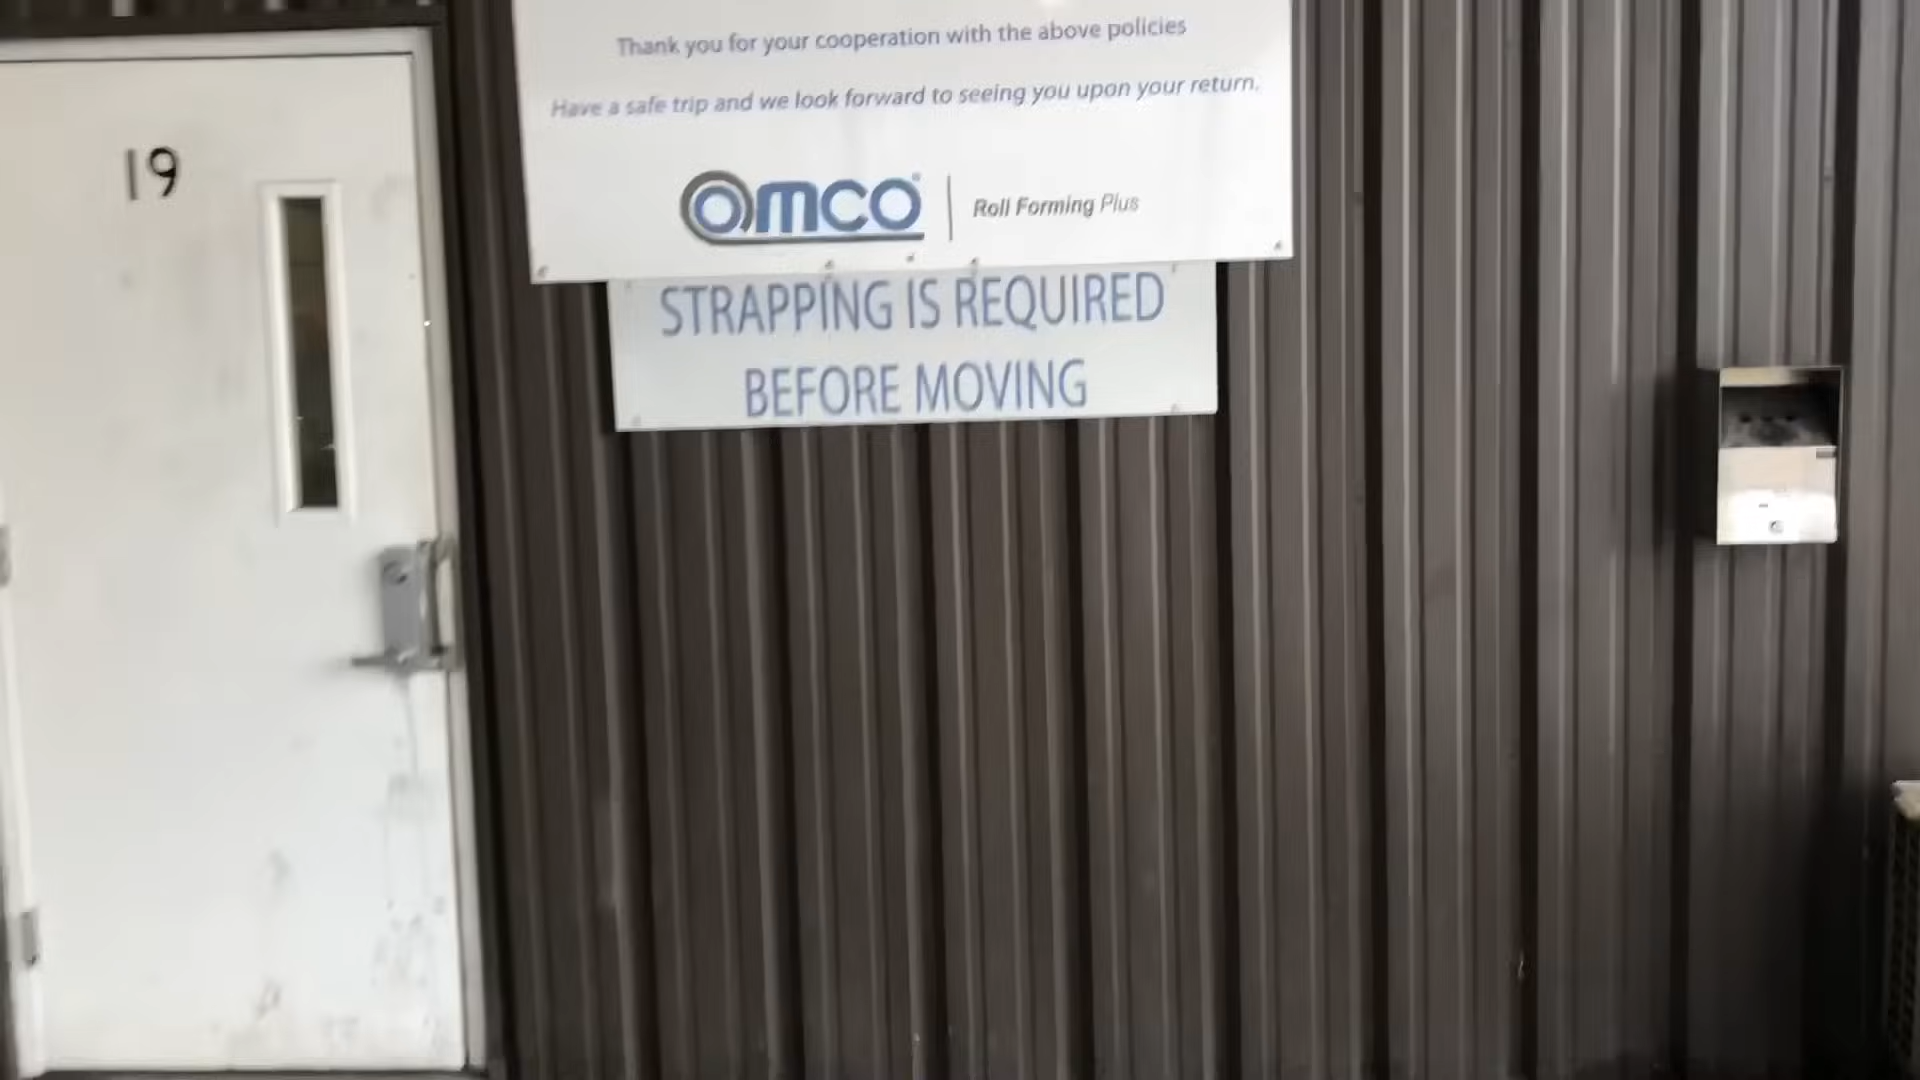 Thank you for your cooperation with the above policies
Have a safe trip and we look forward to seeing you upon your return.
19
Omco® | Roll Forming Plus
STRAPPING IS REQUIRED
BEFORE MOVING